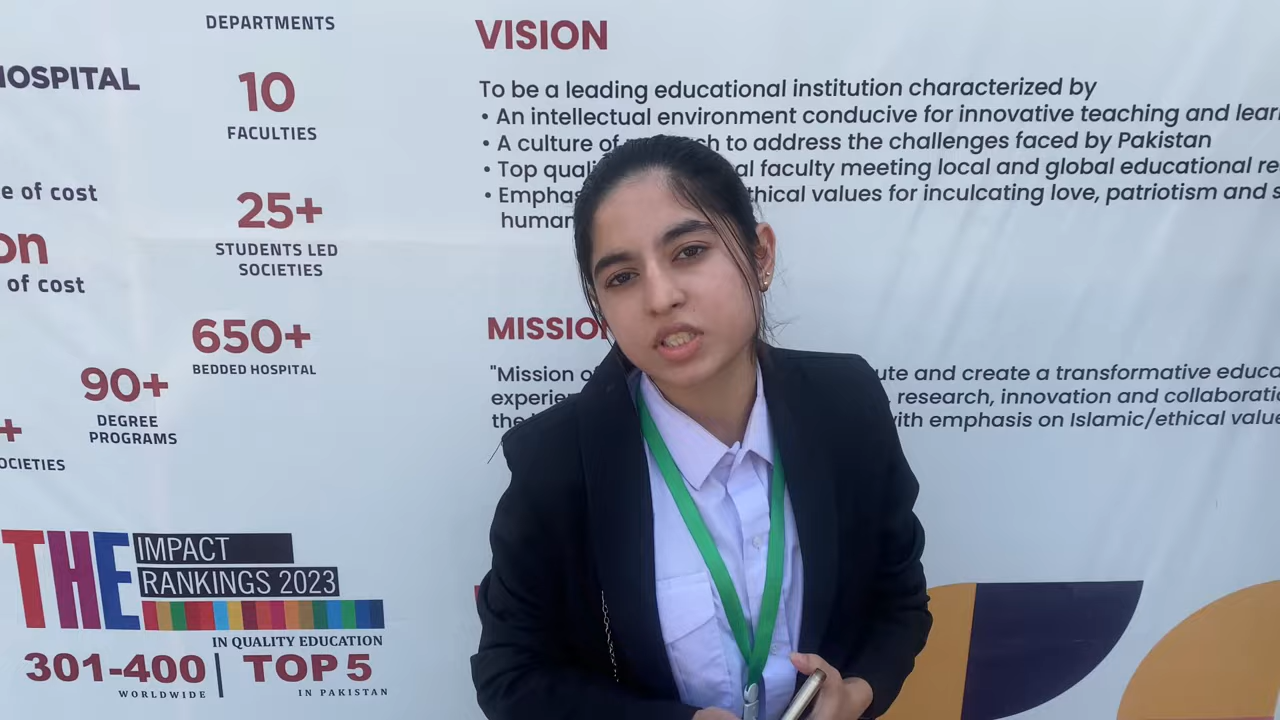 DEPARTMENTS
HOSPITAL
10
FACULTIES
e of cost
25+
on
STUDENTS LED
SOCIETIES
of cost
650+
BEDDED HOSPITAL
90+
DEGREE
PROGRAMS
+
OCIETIES
THE IMPACT
RANKINGS 2023
IN QUALITY EDUCATION
301-400 TOP 5
WORLDWIDE IN PAKISTAN
VISION
To be a leading educational institution characterized by
• An intellectual environment conducive for innovative teaching and lear
• A culture of ch to address the challenges faced by Pakistan
• Top qual al faculty meeting local and global educational re
• Emphas thical values for inculcating love, patriotism and s
human
MISSION
"Mission o ute and create a transformative educa
experie , research, innovation and collaborati
the with emphasis on Islamic/ethical value